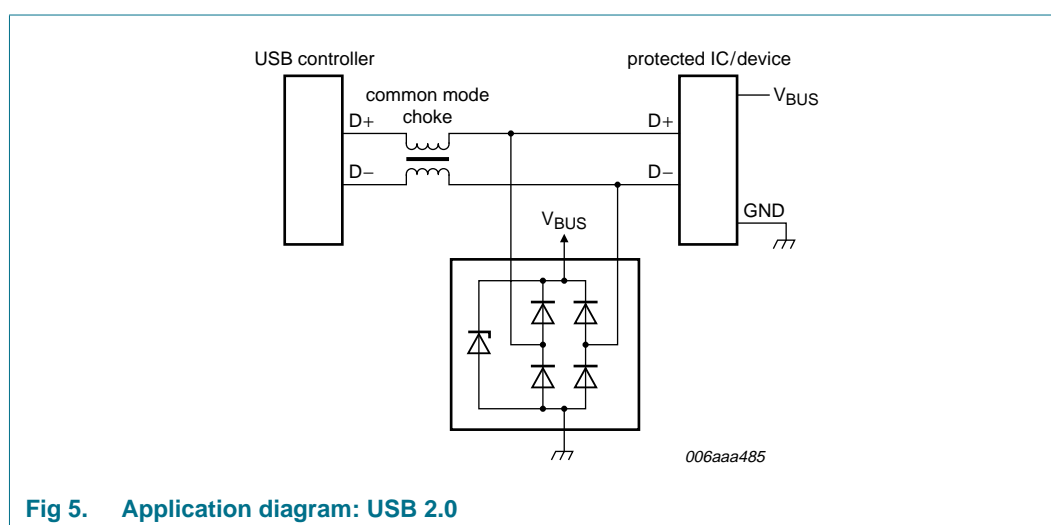 USB controller
protected IC/device
common mode
choke
VBUS
D+
D+
D−
D−
GND
VBUS
006aaa485
Fig 5. Application diagram: USB 2.0